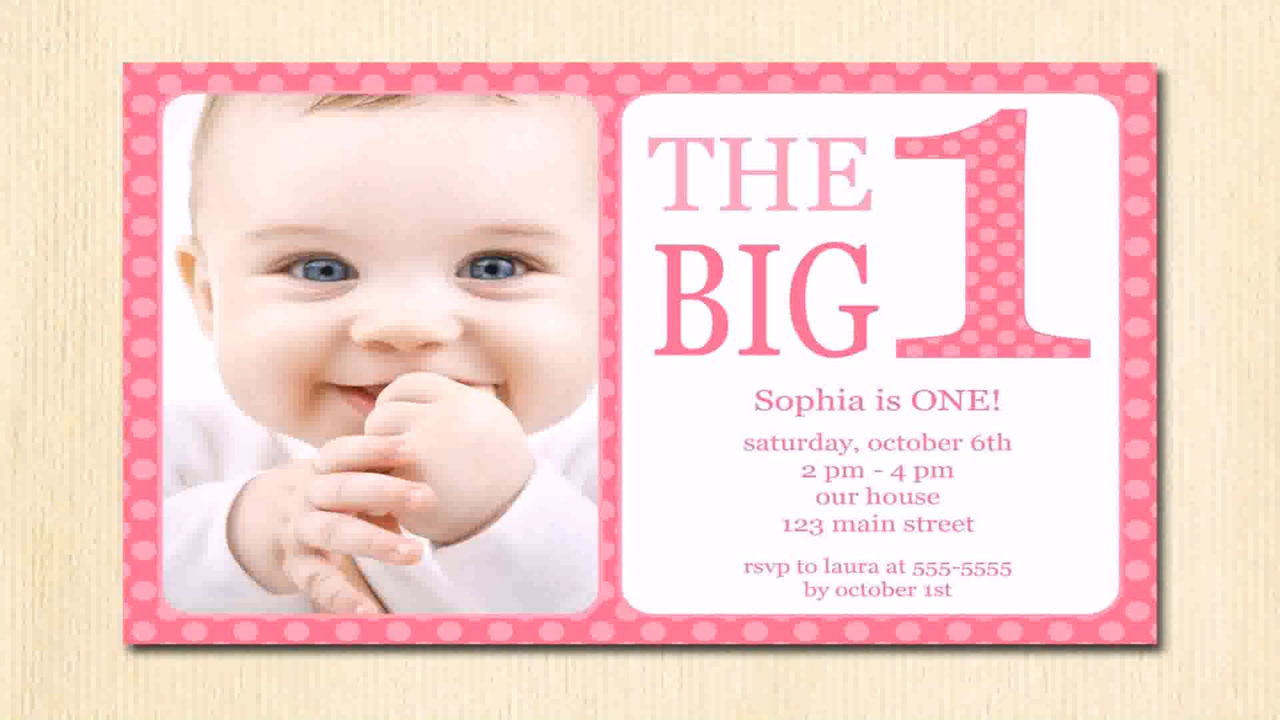 THE
BIG 1
Sophia is ONE!
saturday, october 6th
2 pm - 4 pm
our house
123 main street
rsvp to laura at 555-5555
by october 1st